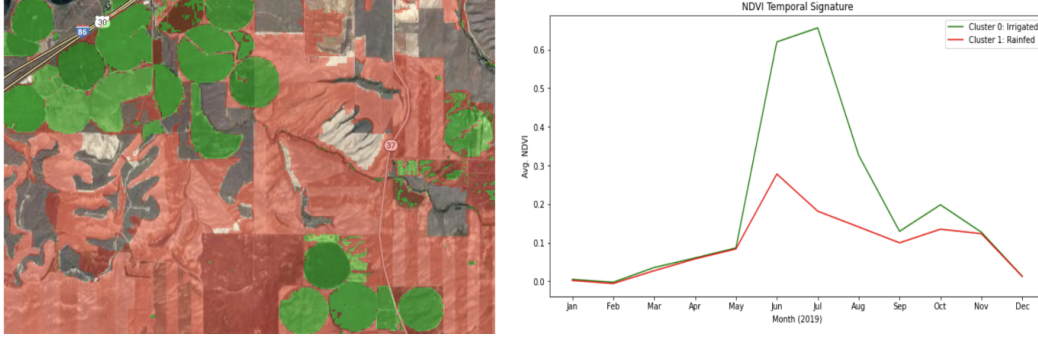 30
86
37
NDVI Temporal Signature
Cluster 0: Irrigated
Cluster 1: Rainfed
Avg. NDVI
0.6
0.5
0.4
0.3
0.2
0.1
0.0
Jan Feb Mar Apr May Jun Jul Aug Sep Oct Nov Dec
Month (2019)